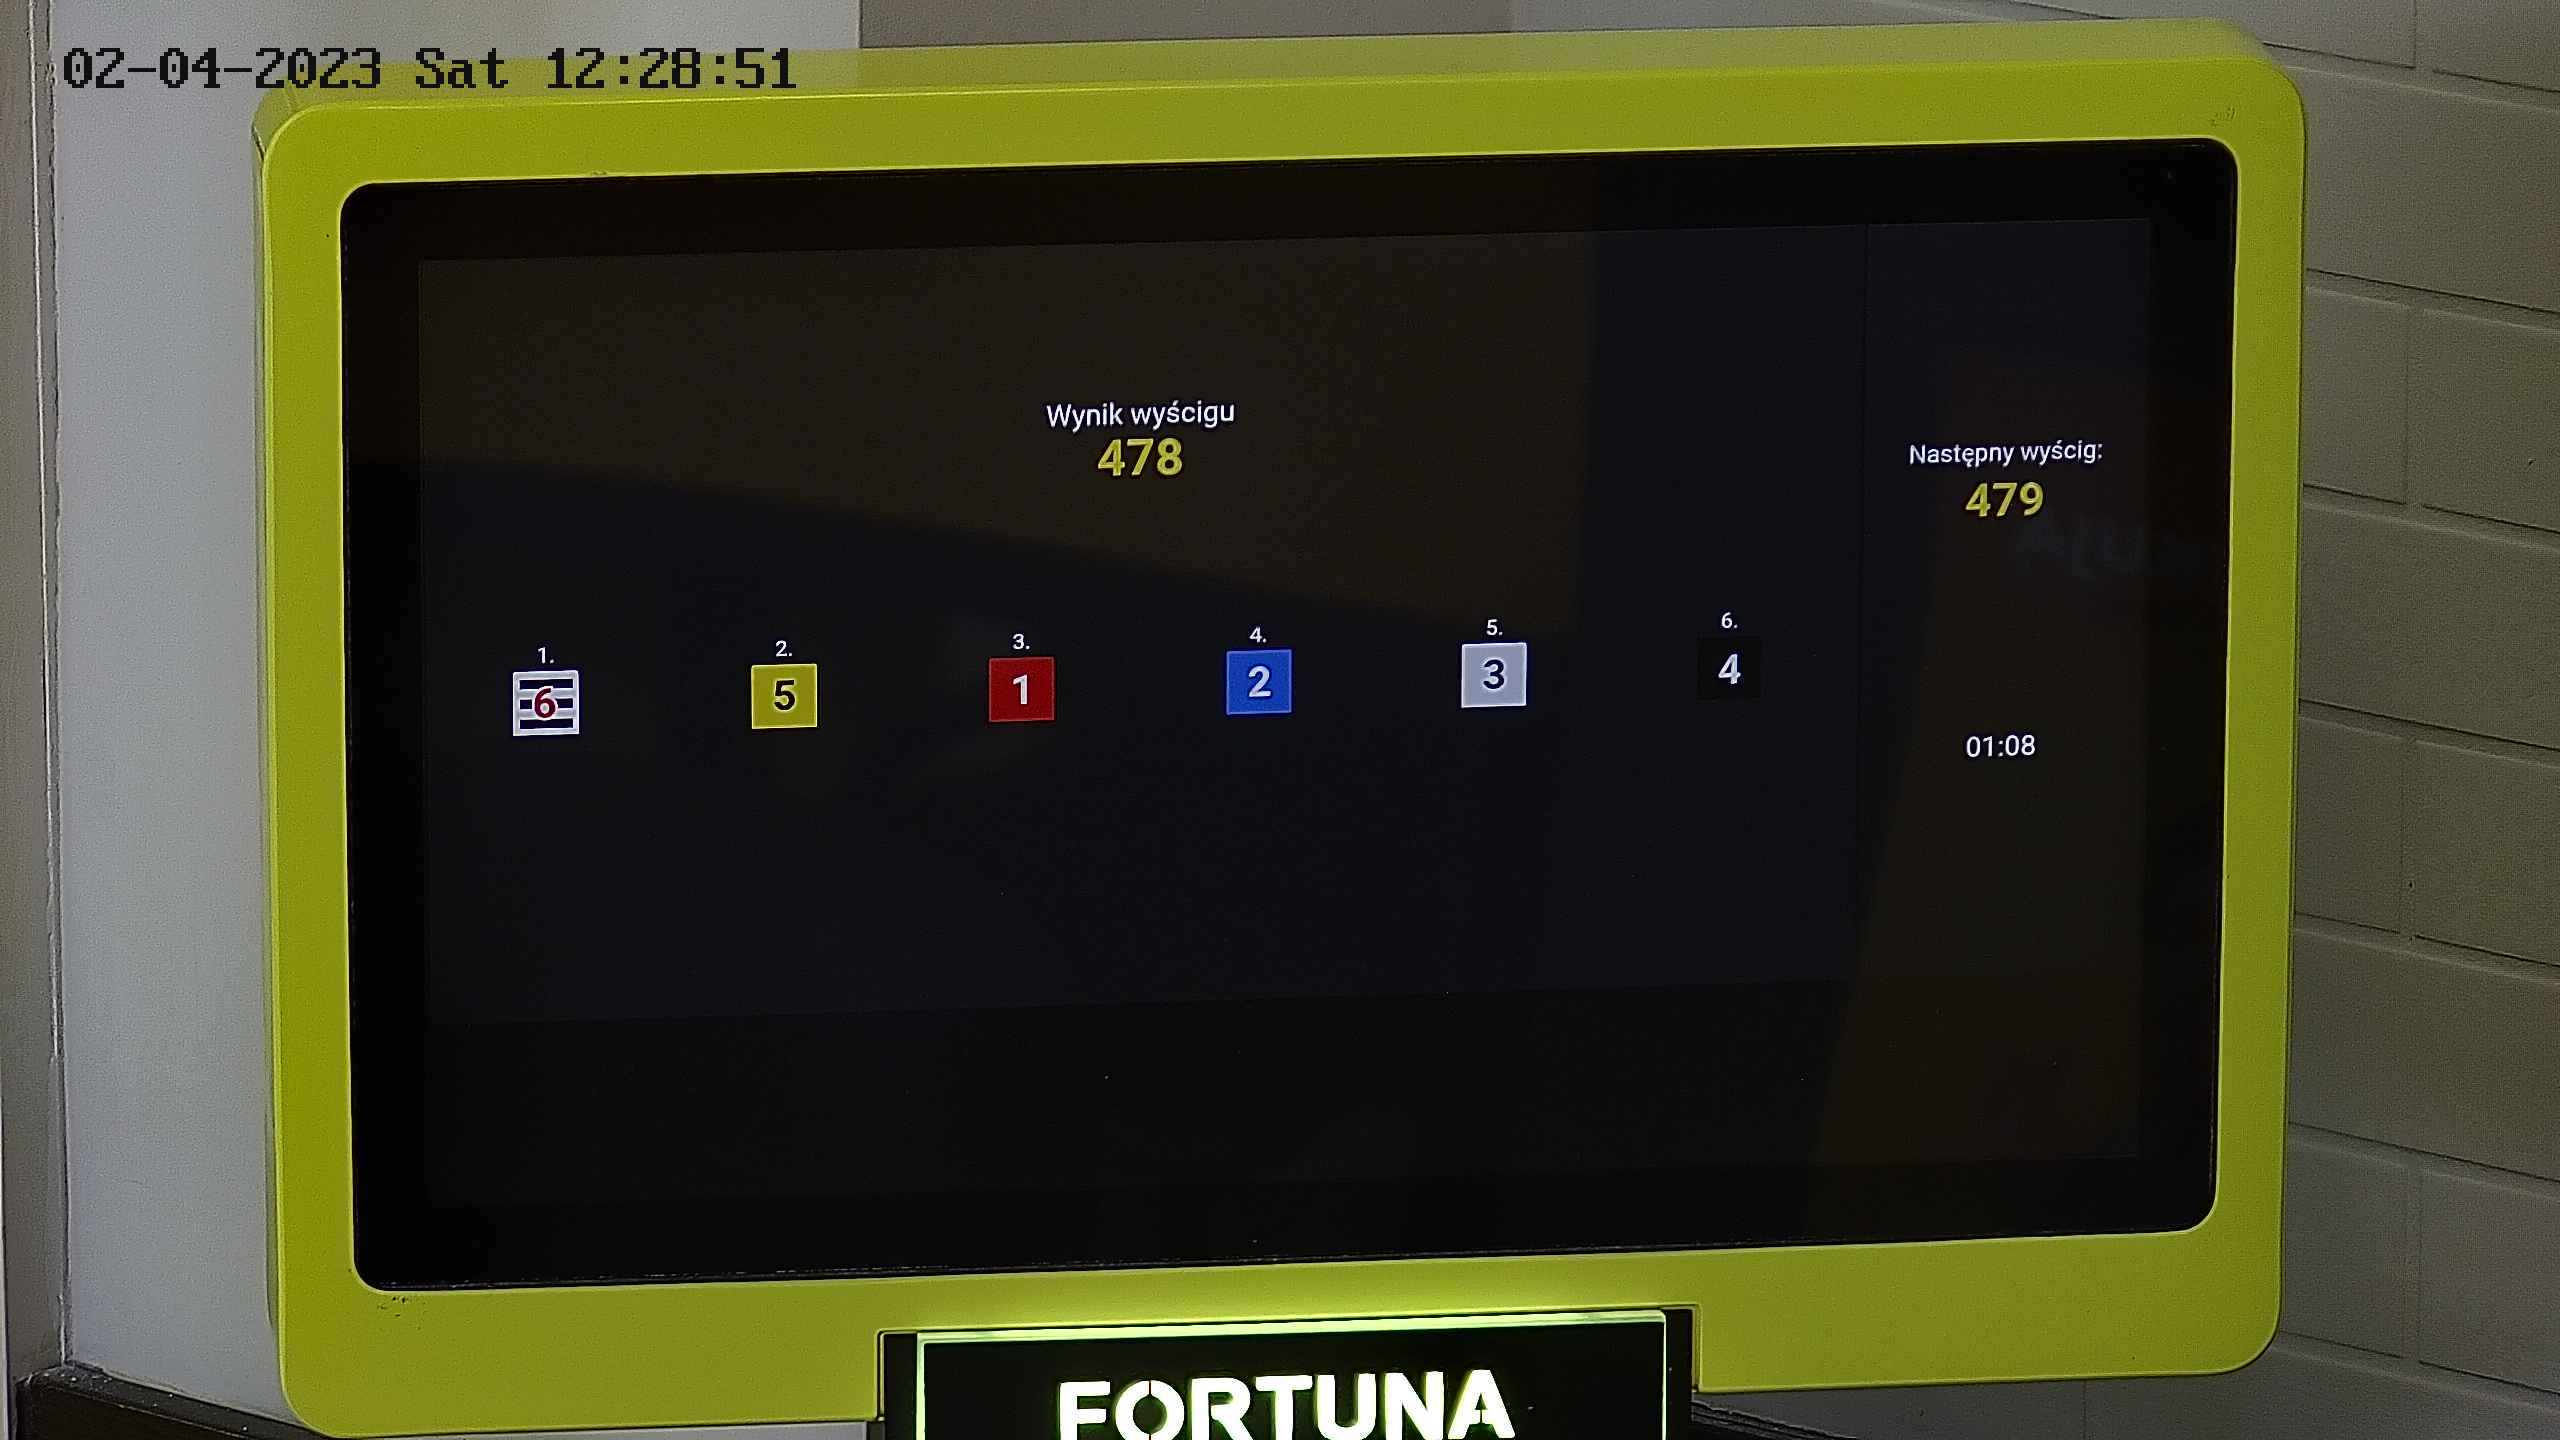 02-04-2023 Sat 12:28:51
Wynik wyścigu
478
Następny wyścig:
479
1. 2. 3. 4. 5. 6.
6 5 1 2 3 4
01:08
FORTUNA